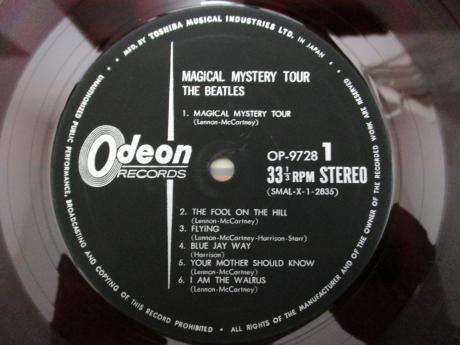 MFG. BY TOSHIBA MUSICAL INDUSTRIES LTD. IN JAPAN
UNAUTHORIZED PUBLIC PERFORMANCE, BROADCASTING AND COPYING OF THIS RECORD PROHIBITED • ALL RIGHTS OF THE MANUFACTURER AND OF THE OWNER OF THE RECORDED WORK ARE RESERVED
MAGICAL MYSTERY TOUR
THE BEATLES
1. MAGICAL MYSTERY TOUR
(Lennon-McCartney)
Odeon
RECORDS
OP-9728 1
33 1/3 RPM STEREO
(SMAL-X-1-2835)
2. THE FOOL ON THE HILL
(Lennon-McCartney)
3. FLYING
(Lennon-McCartney-Harrison-Starr)
4. BLUE JAY WAY
(Harrison)
5. YOUR MOTHER SHOULD KNOW
(Lennon-McCartney)
6. I AM THE WALRUS
(Lennon-McCartney)